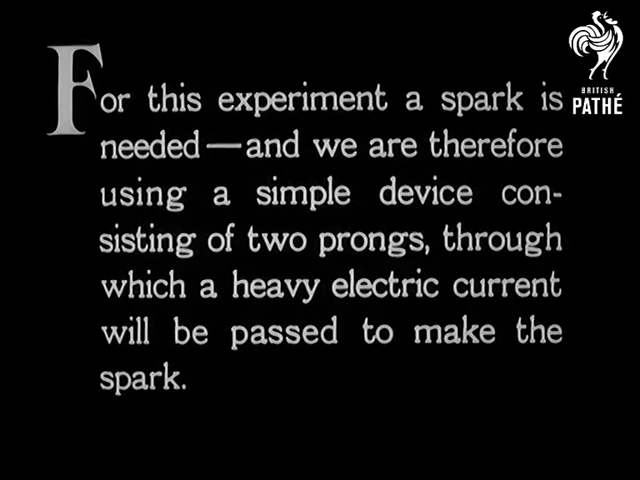 For this experiment a spark is
needed—and we are therefore
using a simple device con-
sisting of two prongs, through
which a heavy electric current
will be passed to make the
spark.
BRITISH
PATHÉ